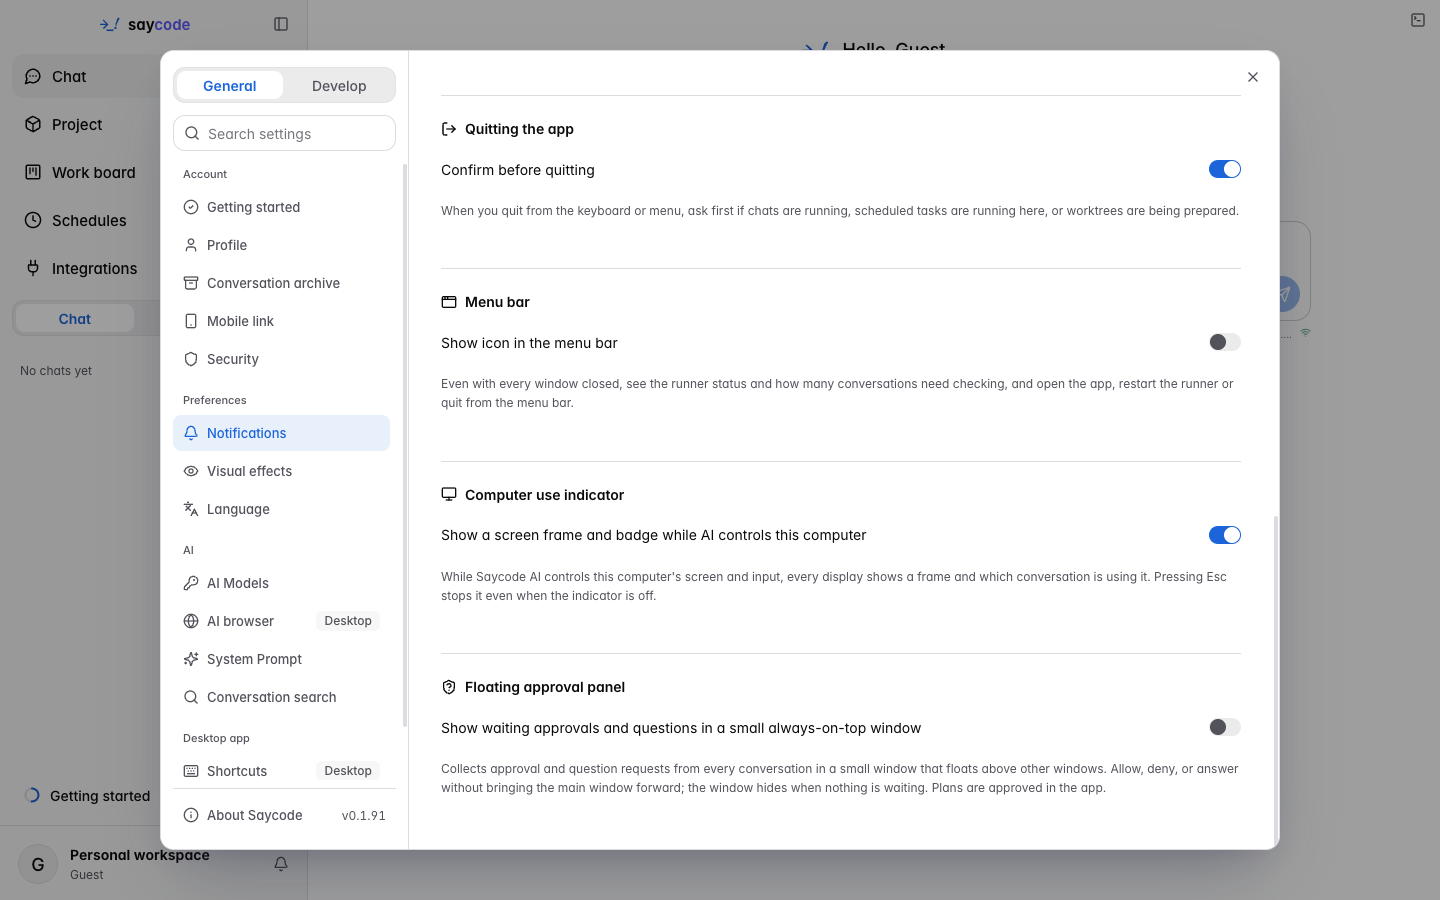 saycode
Hello, Guest
Chat
Project
Work board
Schedules
Integrations
Chat
No chats yet
Getting started
G
Personal workspace
Guest
General
Develop
Search settings
Account
Getting started
Profile
Conversation archive
Mobile link
Security
Preferences
Notifications
Visual effects
Language
AI
AI Models
AI browser
Desktop
System Prompt
Conversation search
Desktop app
Shortcuts
Desktop
About Saycode
v0.1.91
Quitting the app
Confirm before quitting
When you quit from the keyboard or menu, ask first if chats are running, scheduled tasks are running here, or worktrees are being prepared.
Menu bar
Show icon in the menu bar
Even with every window closed, see the runner status and how many conversations need checking, and open the app, restart the runner or
quit from the menu bar.
Computer use indicator
Show a screen frame and badge while AI controls this computer
While Saycode AI controls this computer's screen and input, every display shows a frame and which conversation is using it. Pressing Esc
stops it even when the indicator is off.
Floating approval panel
Show waiting approvals and questions in a small always-on-top window
Collects approval and question requests from every conversation in a small window that floats above other windows. Allow, deny, or answer
without bringing the main window forward; the window hides when nothing is waiting. Plans are approved in the app.